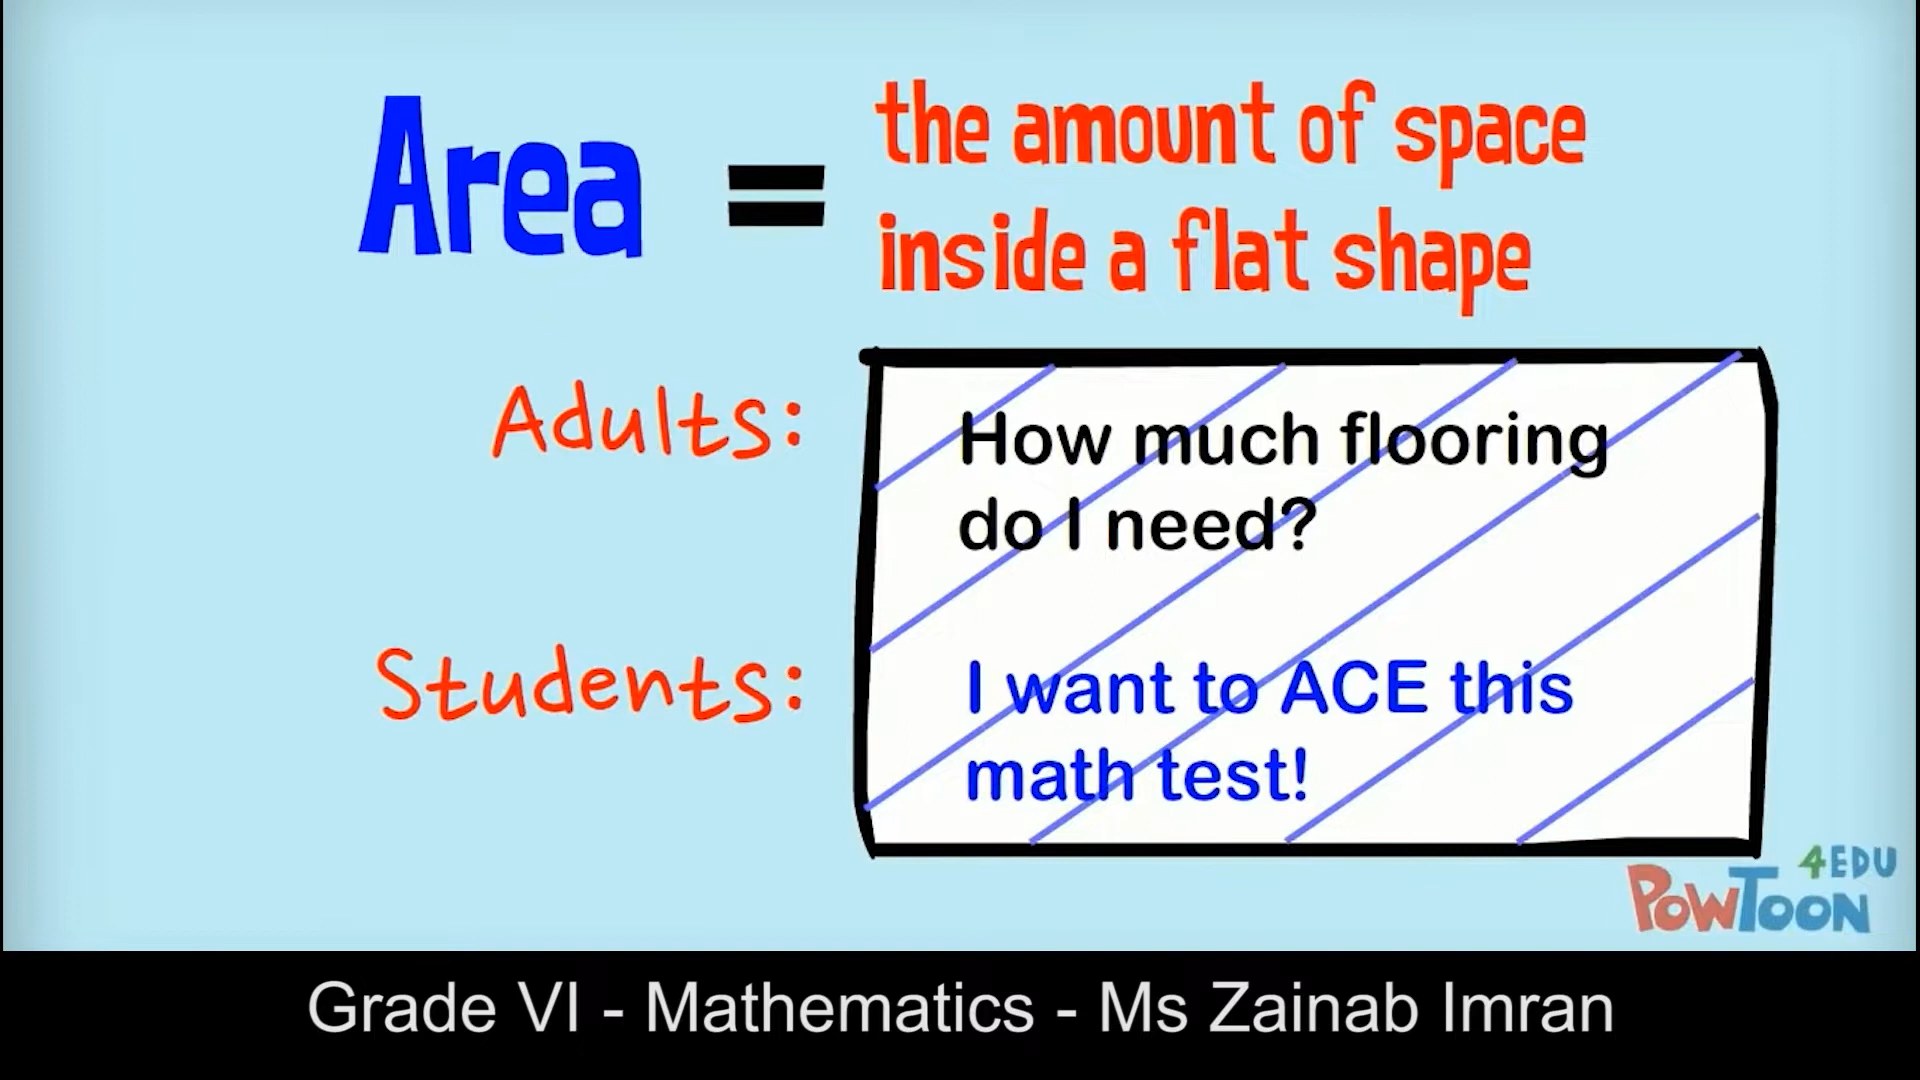 Area = the amount of space
inside a flat shape
Adults: How much flooring
do I need?
Students: I want to ACE this
math test!
4EDU
POWTOON
Grade VI - Mathematics - Ms Zainab Imran